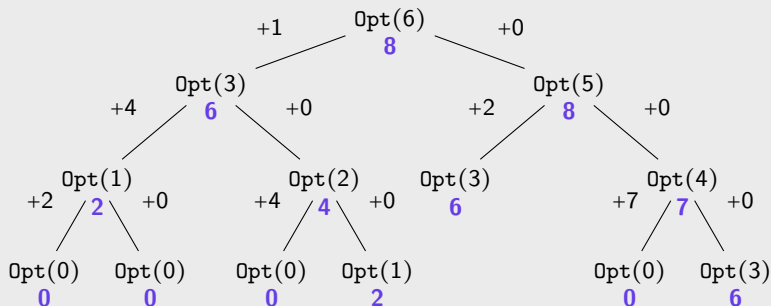 Opt(6)
+1 +0
8
Opt(3) Opt(5)
+4 6 +0 +2 8 +0
Opt(1) Opt(2) Opt(3) Opt(4)
+2 2 +0 +4 4 +0 6 +7 7 +0
Opt(0) Opt(0) Opt(0) Opt(1) Opt(0) Opt(3)
0 0 0 2 0 6